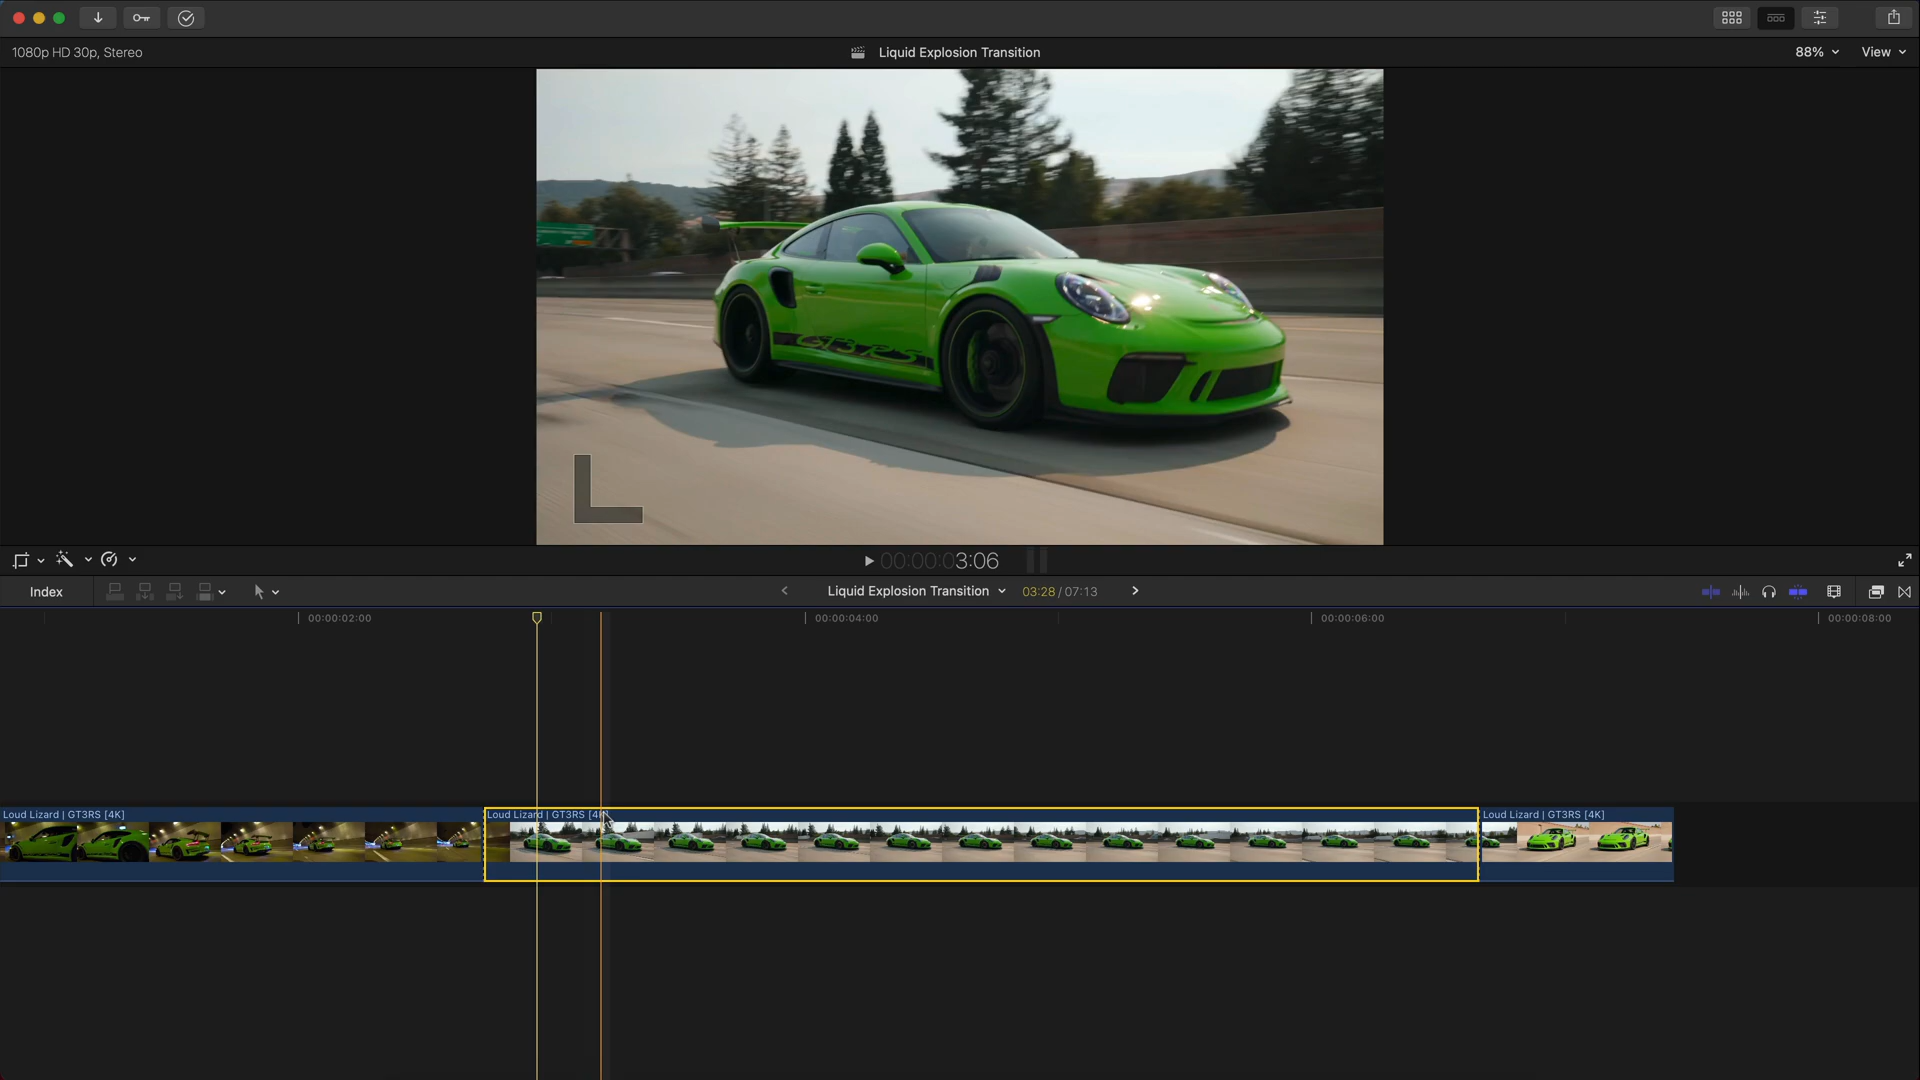 1080p HD 30p, Stereo
Liquid Explosion Transition
88%
View
GT3 RS
00:00:03:06
Index
Liquid Explosion Transition
03:28 / 07:13
00:00:02:00
00:00:04:00
00:00:06:00
00:00:08:00
Loud Lizard | GT3RS [4K]
Loud Lizard | GT3RS [4K]
Loud Lizard | GT3RS [4K]